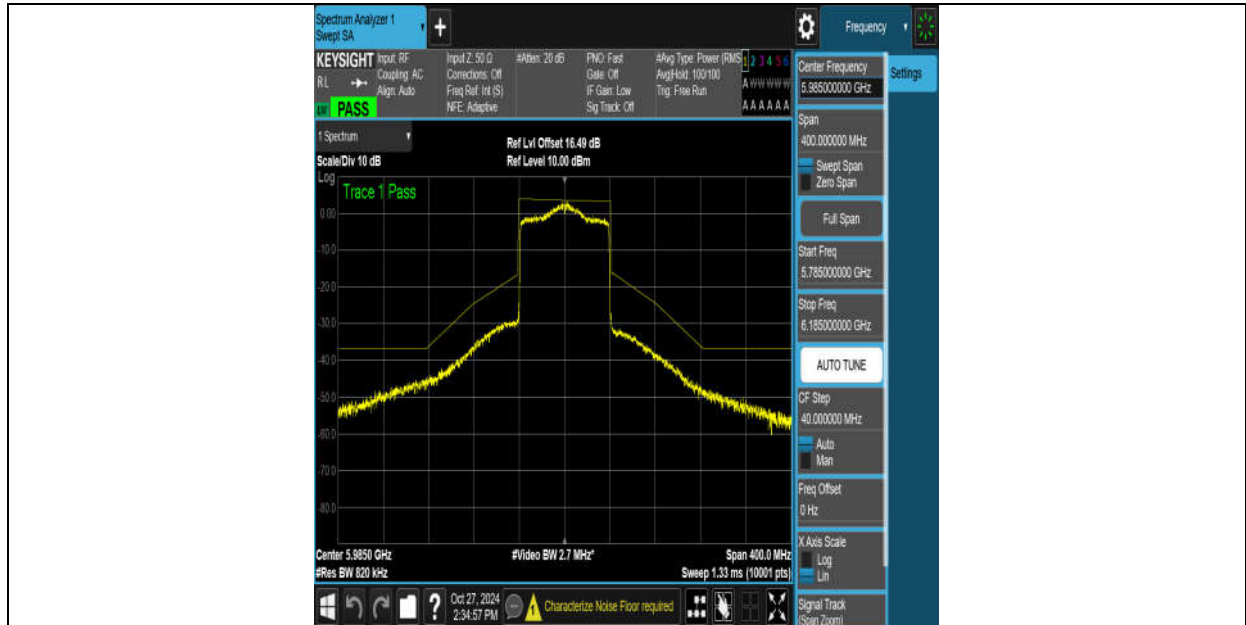 Spectrum Analyzer 1
Swept SA
+
Frequency
KEYSIGHT
RL
PASS
Input: RF
Coupling: AC
Align: Auto
Input Z: 50 Ω
Corrections: Off
Freq Ref: Int (S)
NFE: Adaptive
#Atten: 20 dB
PNO: Fast
Gate: Off
IF Gain: Low
Sig Track: Off
#Avg Type: Power (RMS
Avg|Hold: 100/100
Trig: Free Run
1 2 3 4 5 6
A W W W W W
A A A A A A
Center Frequency
5.985000000 GHz
Settings
Span
400.000000 MHz
Swept Span
Zero Span
Full Span
Start Freq
5.785000000 GHz
Stop Freq
6.185000000 GHz
AUTO TUNE
CF Step
40.000000 MHz
Auto
Man
Freq Offset
0 Hz
X Axis Scale
Log
Lin
Signal Track
(Span Zoom)
1 Spectrum
Scale/Div 10 dB
Ref Lvl Offset 16.49 dB
Ref Level 10.00 dBm
Log
Trace 1 Pass
0.00
-10.0
-20.0
-30.0
-40.0
-50.0
-60.0
-70.0
-80.0
Center 5.9850 GHz
#Video BW 2.7 MHz*
Span 400.0 MHz
#Res BW 820 kHz
Sweep 1.33 ms (10001 pts)
?
Oct 27, 2024
2:34:57 PM
Characterize Noise Floor required